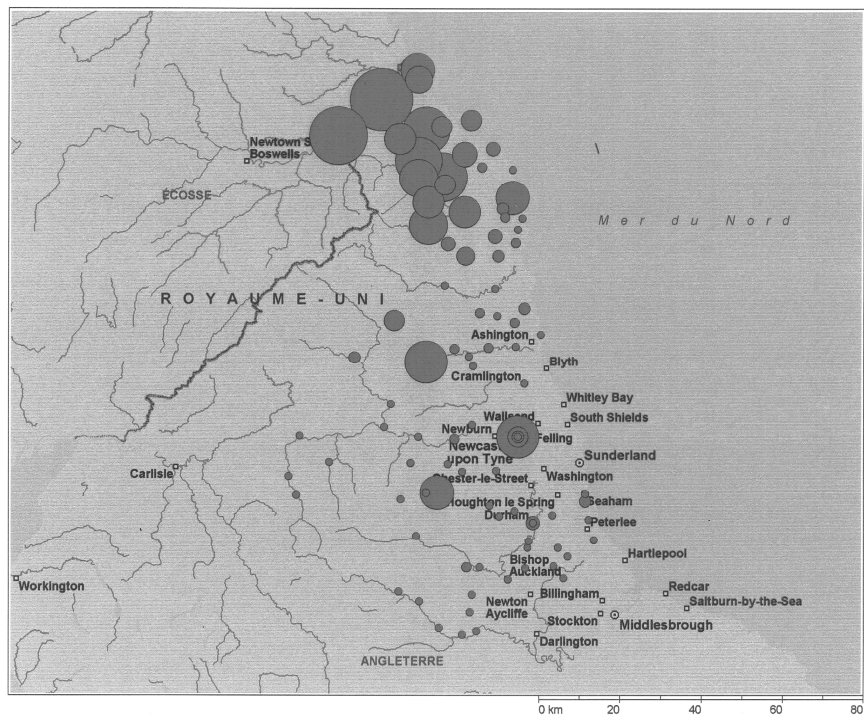 Newtown S
Boswells
ÉCOSSE
Mer du Nord
ROYAUME-UNI
Ashington
Blyth
Cramlington
Whitley Bay
Wallsend
South Shields
Newburn
Felling
Newcas
upon Tyne
Sunderland
Carlisle
Washington
Chester-le-Street
Houghton le Spring
Seaham
Durham
Peterlee
Hartlepool
Bishop
Auckland
Workington
Newton
Aycliffe
Billingham
Redcar
Saltburn-by-the-Sea
Stockton
Middlesbrough
Darlington
ANGLETERRE
0 km 20 40 60 80